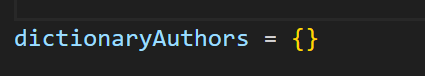 dictionaryAuthors = {}